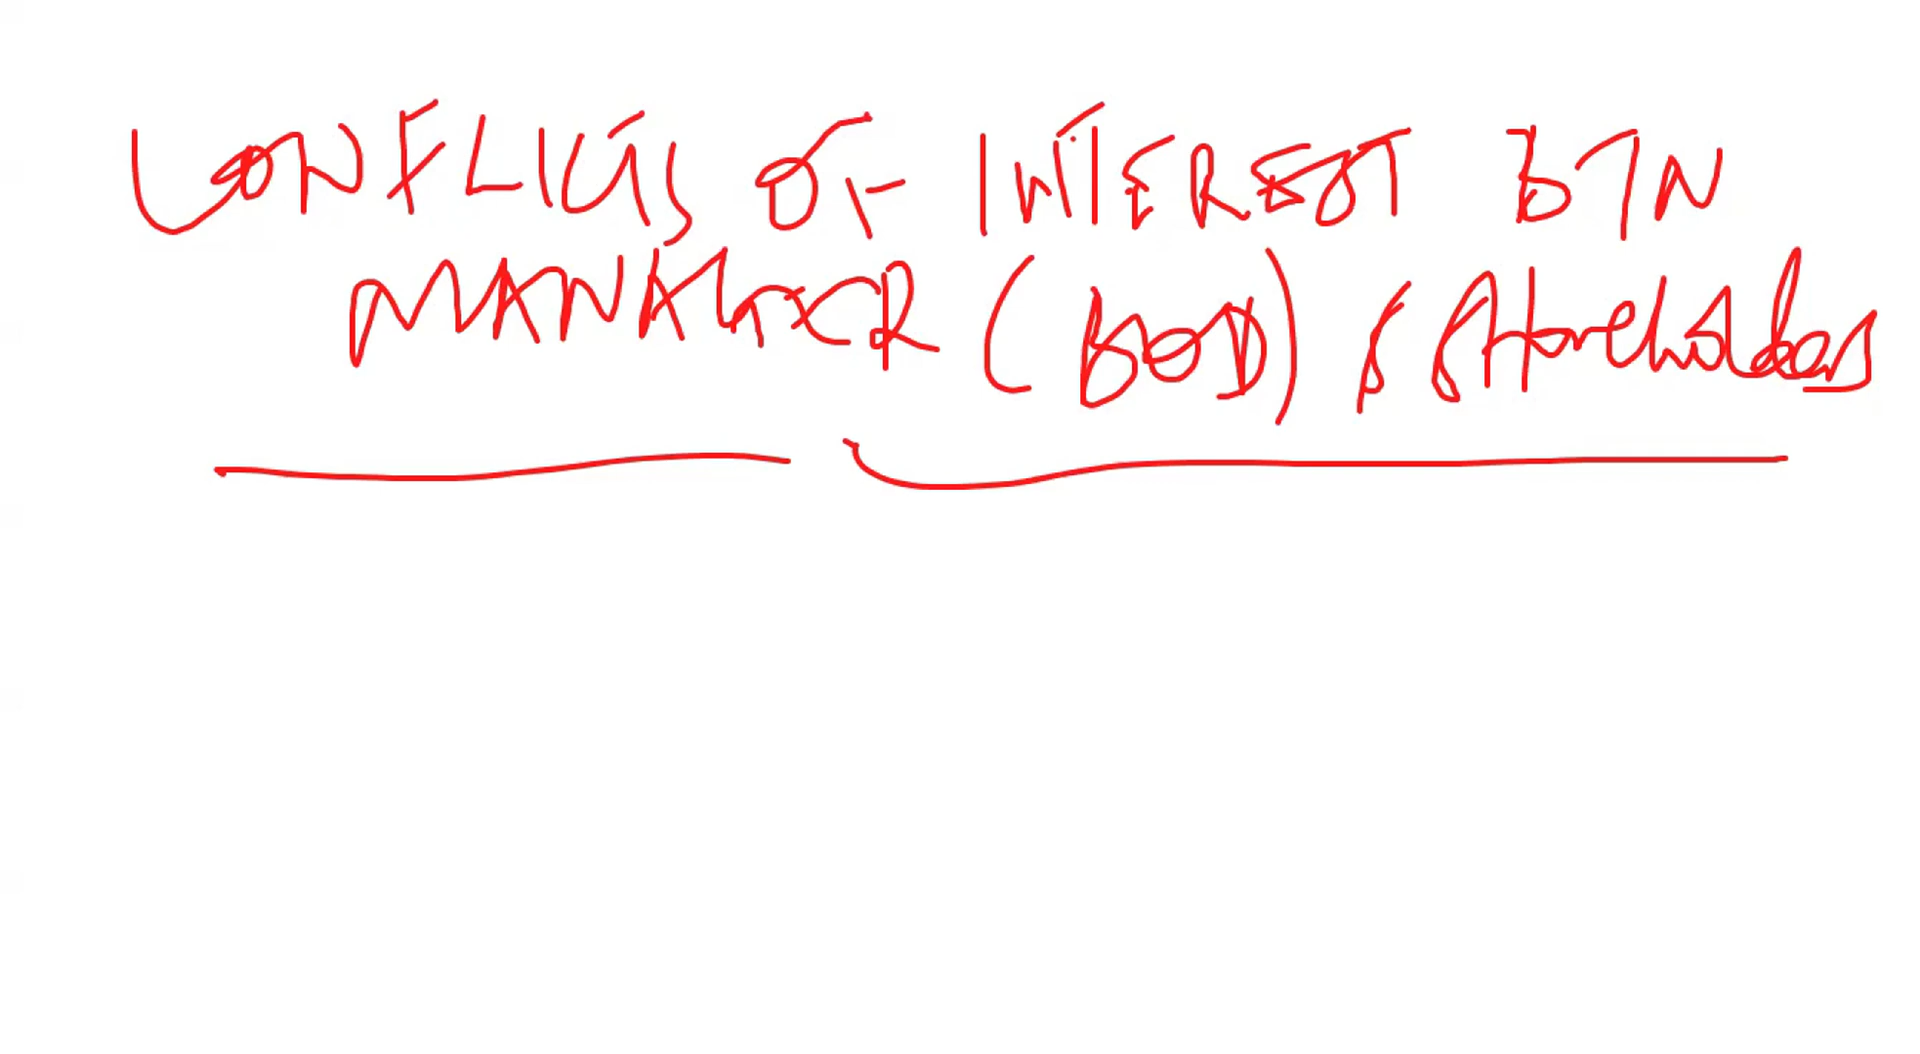 CONFLICTS OF INTEREST BTN
MANAGER (BOD) & SHareholders